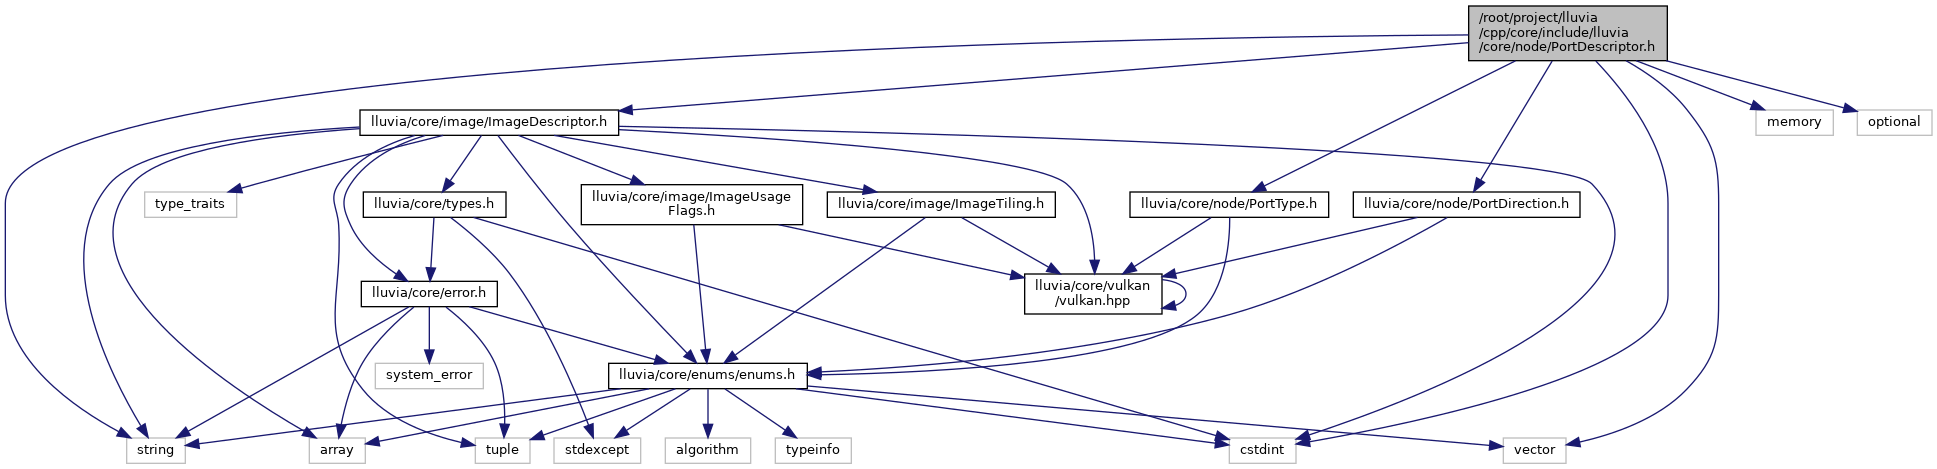 /root/project/lluvia
/cpp/core/include/lluvia
/core/node/PortDescriptor.h
lluvia/core/image/ImageDescriptor.h
memory
optional
type_traits
lluvia/core/types.h
lluvia/core/image/ImageUsage
Flags.h
lluvia/core/image/ImageTiling.h
lluvia/core/node/PortType.h
lluvia/core/node/PortDirection.h
lluvia/core/error.h
lluvia/core/vulkan
/vulkan.hpp
system_error
lluvia/core/enums/enums.h
string
array
tuple
stdexcept
algorithm
typeinfo
cstdint
vector